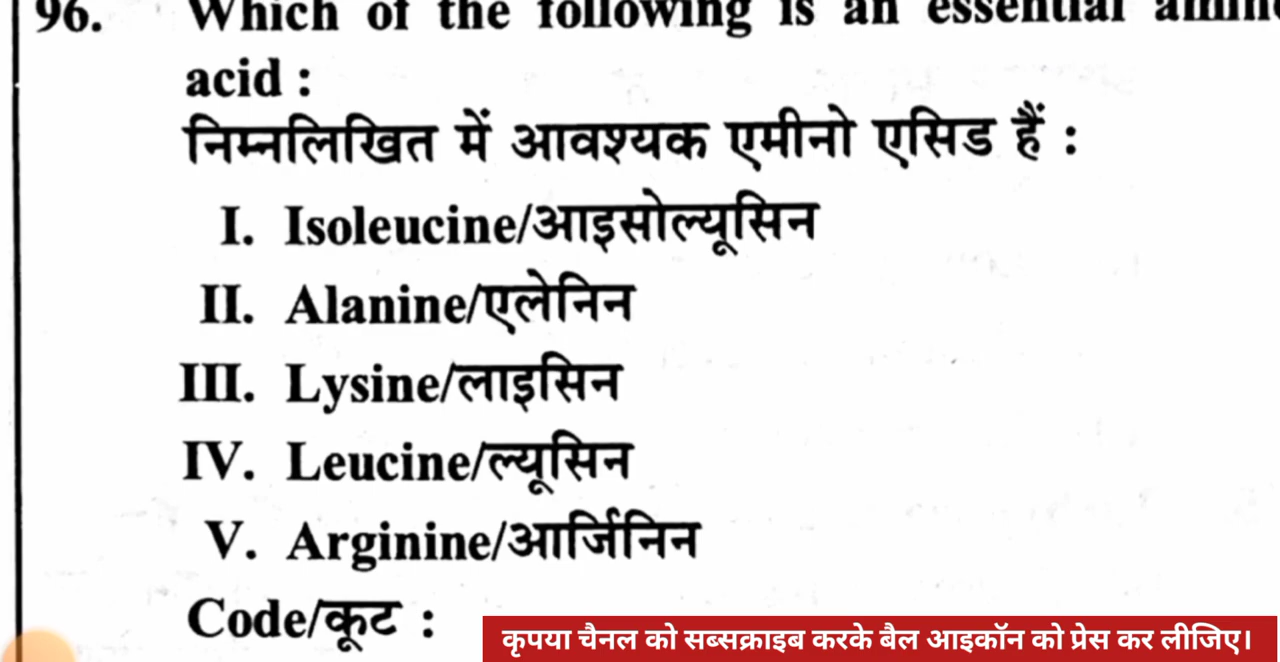 96. Which of the following is an essential amino
acid :
निम्नलिखित में आवश्यक एमीनो एसिड हैं :
I. Isoleucine/आइसोल्यूसिन
II. Alanine/एलेनिन
III. Lysine/लाइसिन
IV. Leucine/ल्यूसिन
V. Arginine/आर्जिनिन
Code/कूट :
कृपया चैनल को सब्सक्राइब करके बैल आइकॉन को प्रेस कर लीजिए।